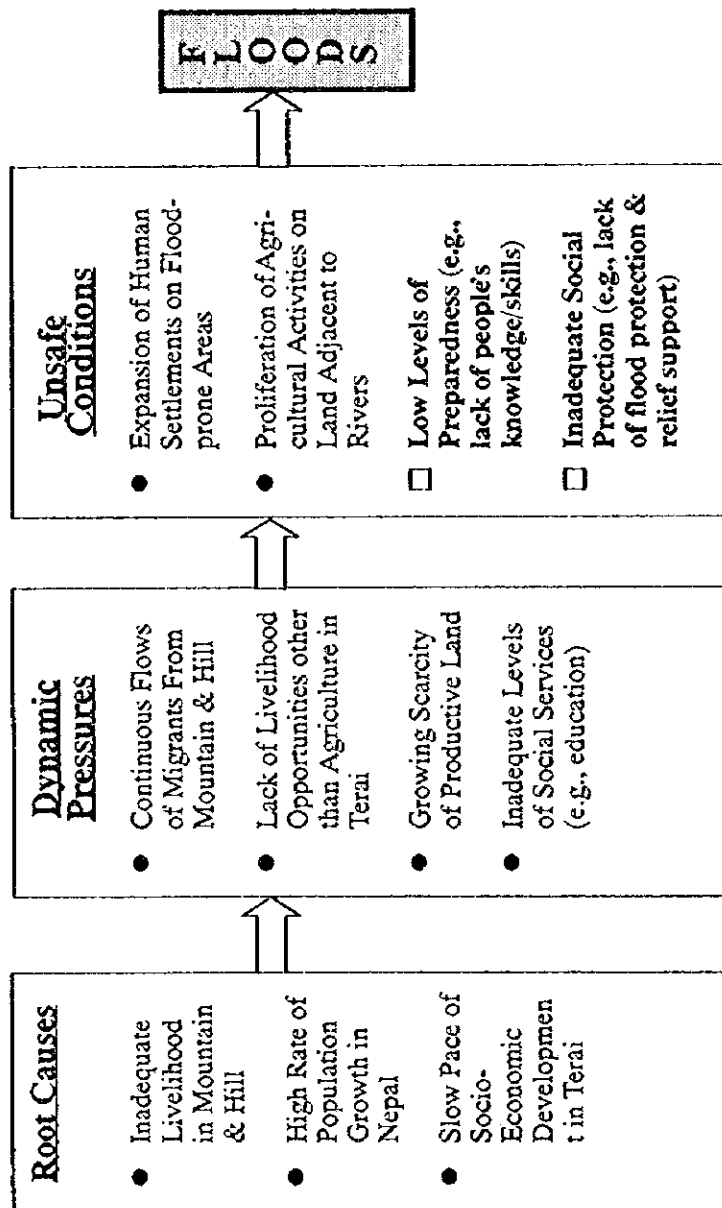 Root Causes
● Inadequate
Livelihood
in Mountain
& Hill
● High Rate of
Population
Growth in
Nepal
● Slow Pace of
Socio-
Economic
Developmen
t in Terai
Dynamic
Pressures
● Continuous Flows
of Migrants From
Mountain & Hill
● Lack of Livelihood
Opportunities other
than Agriculture in
Terai
● Growing Scarcity
of Productive Land
● Inadequate Levels
of Social Services
(e.g., education)
Unsafe
Conditions
● Expansion of Human
Settlements on Flood-
prone Areas
● Proliferation of Agri-
cultural Activities on
Land Adjacent to
Rivers
□ Low Levels of
Preparedness (e.g.,
lack of people's
knowledge/skills)
□ Inadequate Social
Protection (e.g., lack
of flood protection &
relief support)
F
L
O
O
D
S